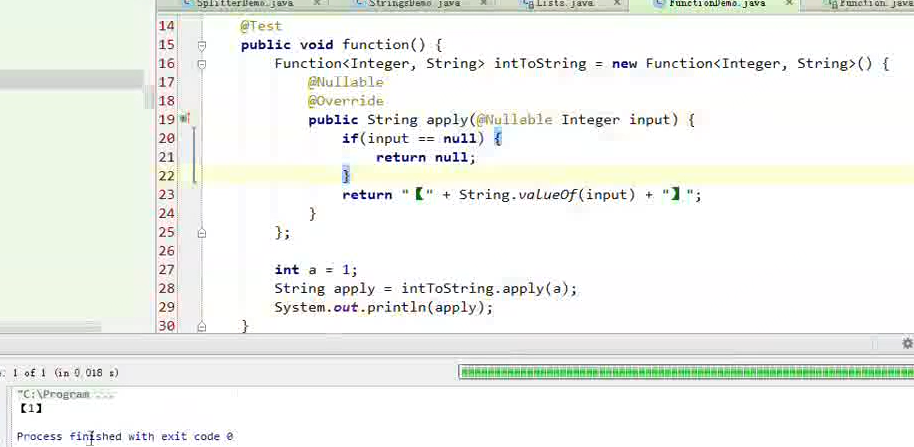 SplitterDemo.java StringsDemo.java Lists.java FunctionDemo.java Function.java
14 @Test
15 public void function() {
16 Function<Integer, String> intToString = new Function<Integer, String>() {
17 @Nullable
18 @Override
19 public String apply(@Nullable Integer input) {
20 if(input == null) {
21 return null;
22 }
23 return "【" + String.valueOf(input) + "】";
24 }
25 };
26
27 int a = 1;
28 String apply = intToString.apply(a);
29 System.out.println(apply);
30 }
1 of 1 (in 0.018 s)
"C:\Program ...
【1】
Process finished with exit code 0